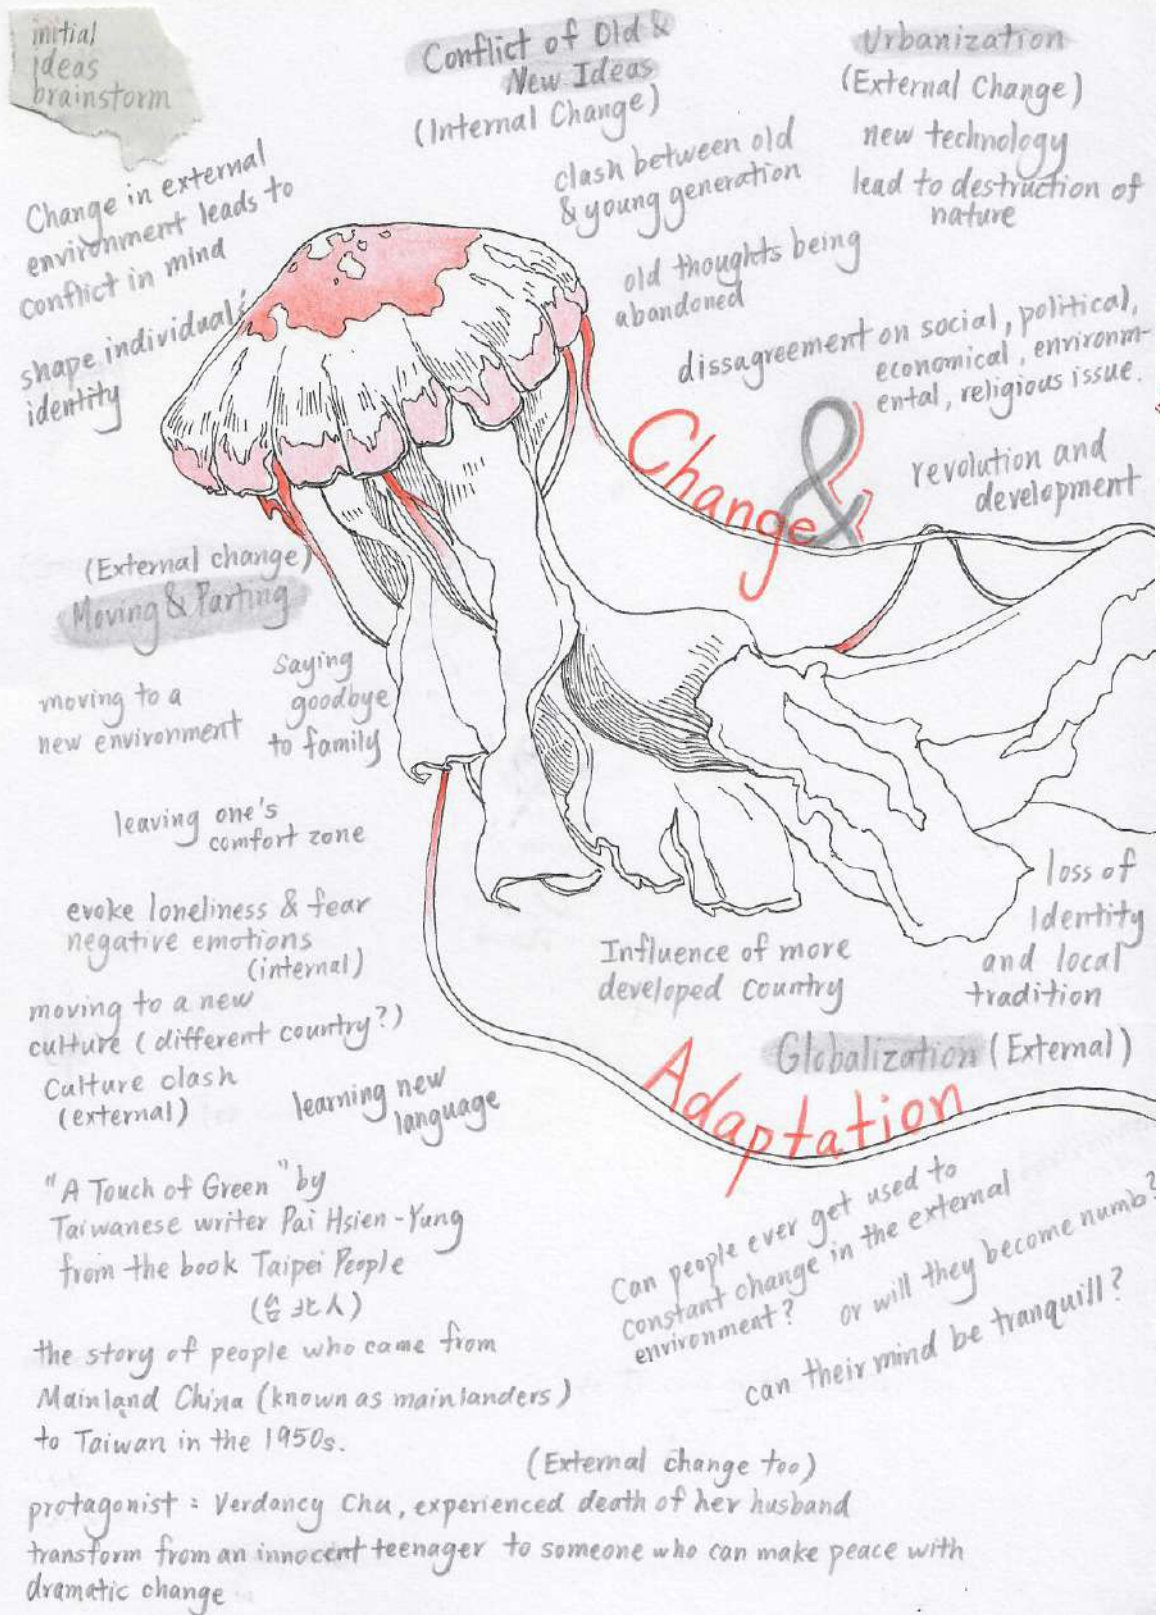 initial
ideas
brainstorm
Conflict of Old &
New Ideas
(Internal Change)
Urbanization
(External Change)
new technology
lead to destruction of
nature
Change in external
environment leads to
conflict in mind
shape individual's
identity
clash between old
& young generation
old thoughts being
abandoned
dissagreement on social, political,
economical, environm-
ental, religious issue.
revolution and
development
Change &
(External change)
Moving & Parting
moving to a
new environment
saying
goodbye
to family
leaving one's
comfort zone
evoke loneliness & fear
negative emotions
(internal)
moving to a new
culture (different country?)
Culture clash
(external)
learning new
language
Influence of more
developed country
loss of
Identity
and local
tradition
Globalization (External)
Adaptation
"A Touch of Green" by
Taiwanese writer Pai Hsien-Yung
from the book Taipei People
(台北人)
the story of people who came from
Mainland China (known as mainlanders)
to Taiwan in the 1950s.
Can people ever get used to
constant change in the external
environment?
or will they become numb?
can their mind be tranquill?
(External change too)
protagonist : Verdancy Chu, experienced death of her husband
transform from an innocent teenager to someone who can make peace with
dramatic change